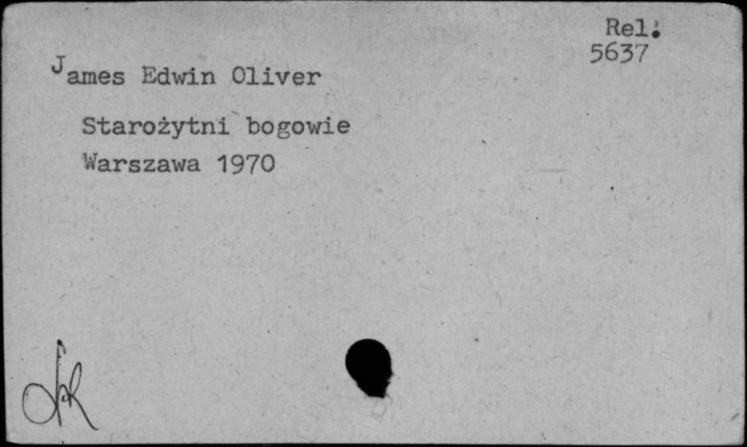 Rel:
5637
James Edwin Oliver
Starożytni bogowie
Warszawa 1970